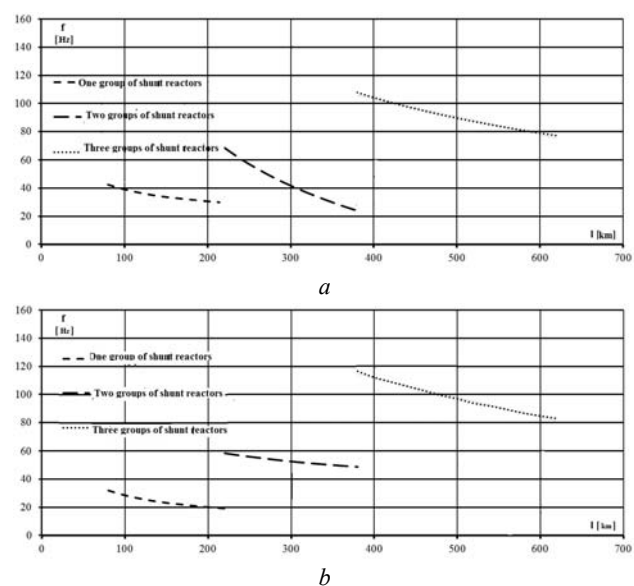 160
f
[Hz]
140
120
One group of shunt reactors
100
Two groups of shunt reactors
80
Three groups of shunt reactors
60
40
20
l [km]
0
0 100 200 300 400 500 600 700
a
160
f
[Hz]
140
120
One group of shunt reactors
100
Two groups of shunt reactors
80
Three groups of shunt reactors
60
40
20
l [km]
0
0 100 200 300 400 500 600 700
b